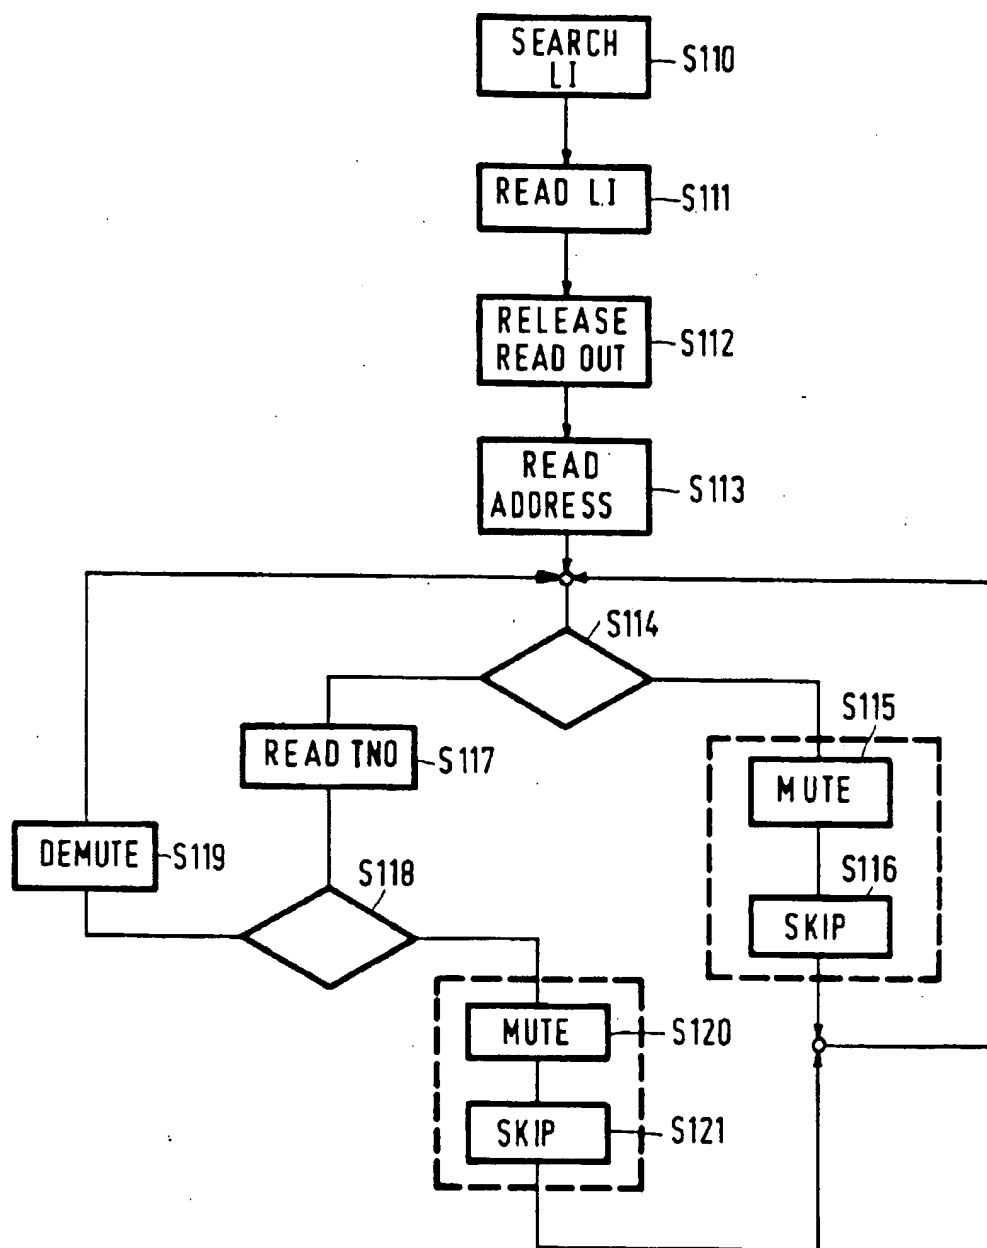 SEARCH
LI
S110
READ LI
S111
RELEASE
READ OUT
S112
READ
ADDRESS
S113
S114
S115
READ TNO
S117
MUTE
DEMUTE
S119
S118
S116
SKIP
MUTE
S120
SKIP
S121